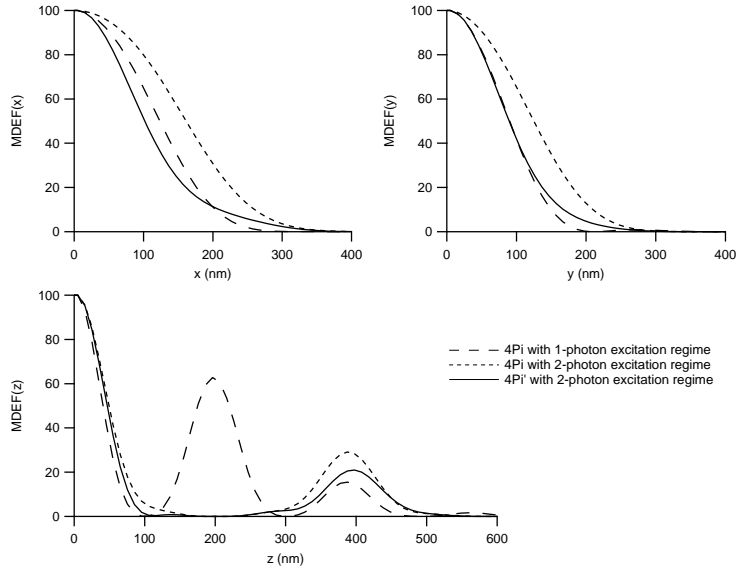 100
80
60
40
20
0
MDEF(x)
0 100 200 300 400
x (nm)
100
80
60
40
20
0
MDEF(y)
0 100 200 300 400
y (nm)
100
80
60
40
20
0
MDEF(z)
0 100 200 300 400 500 600
z (nm)
4Pi with 1-photon excitation regime
4Pi with 2-photon excitation regime
4Pi' with 2-photon excitation regime